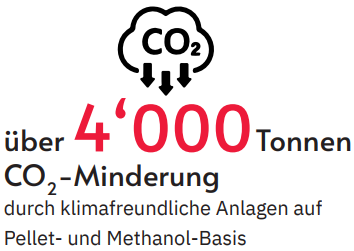 CO₂
über 4‘000 Tonnen
CO₂-Minderung
durch klimafreundliche Anlagen auf
Pellet- und Methanol-Basis